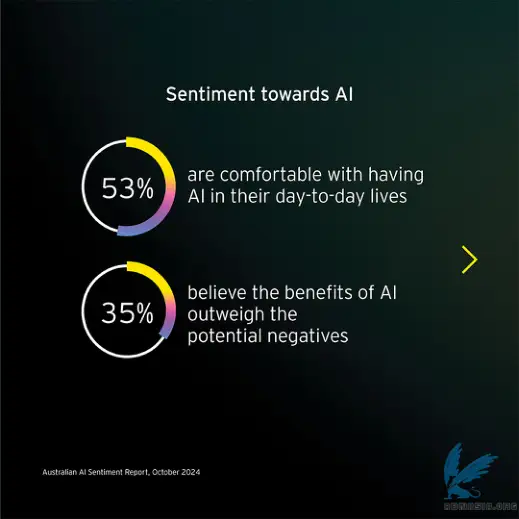 Sentiment towards AI
53%
are comfortable with having
AI in their day-to-day lives
35%
believe the benefits of AI
outweigh the
potential negatives
Australian AI Sentiment Report, October 2024